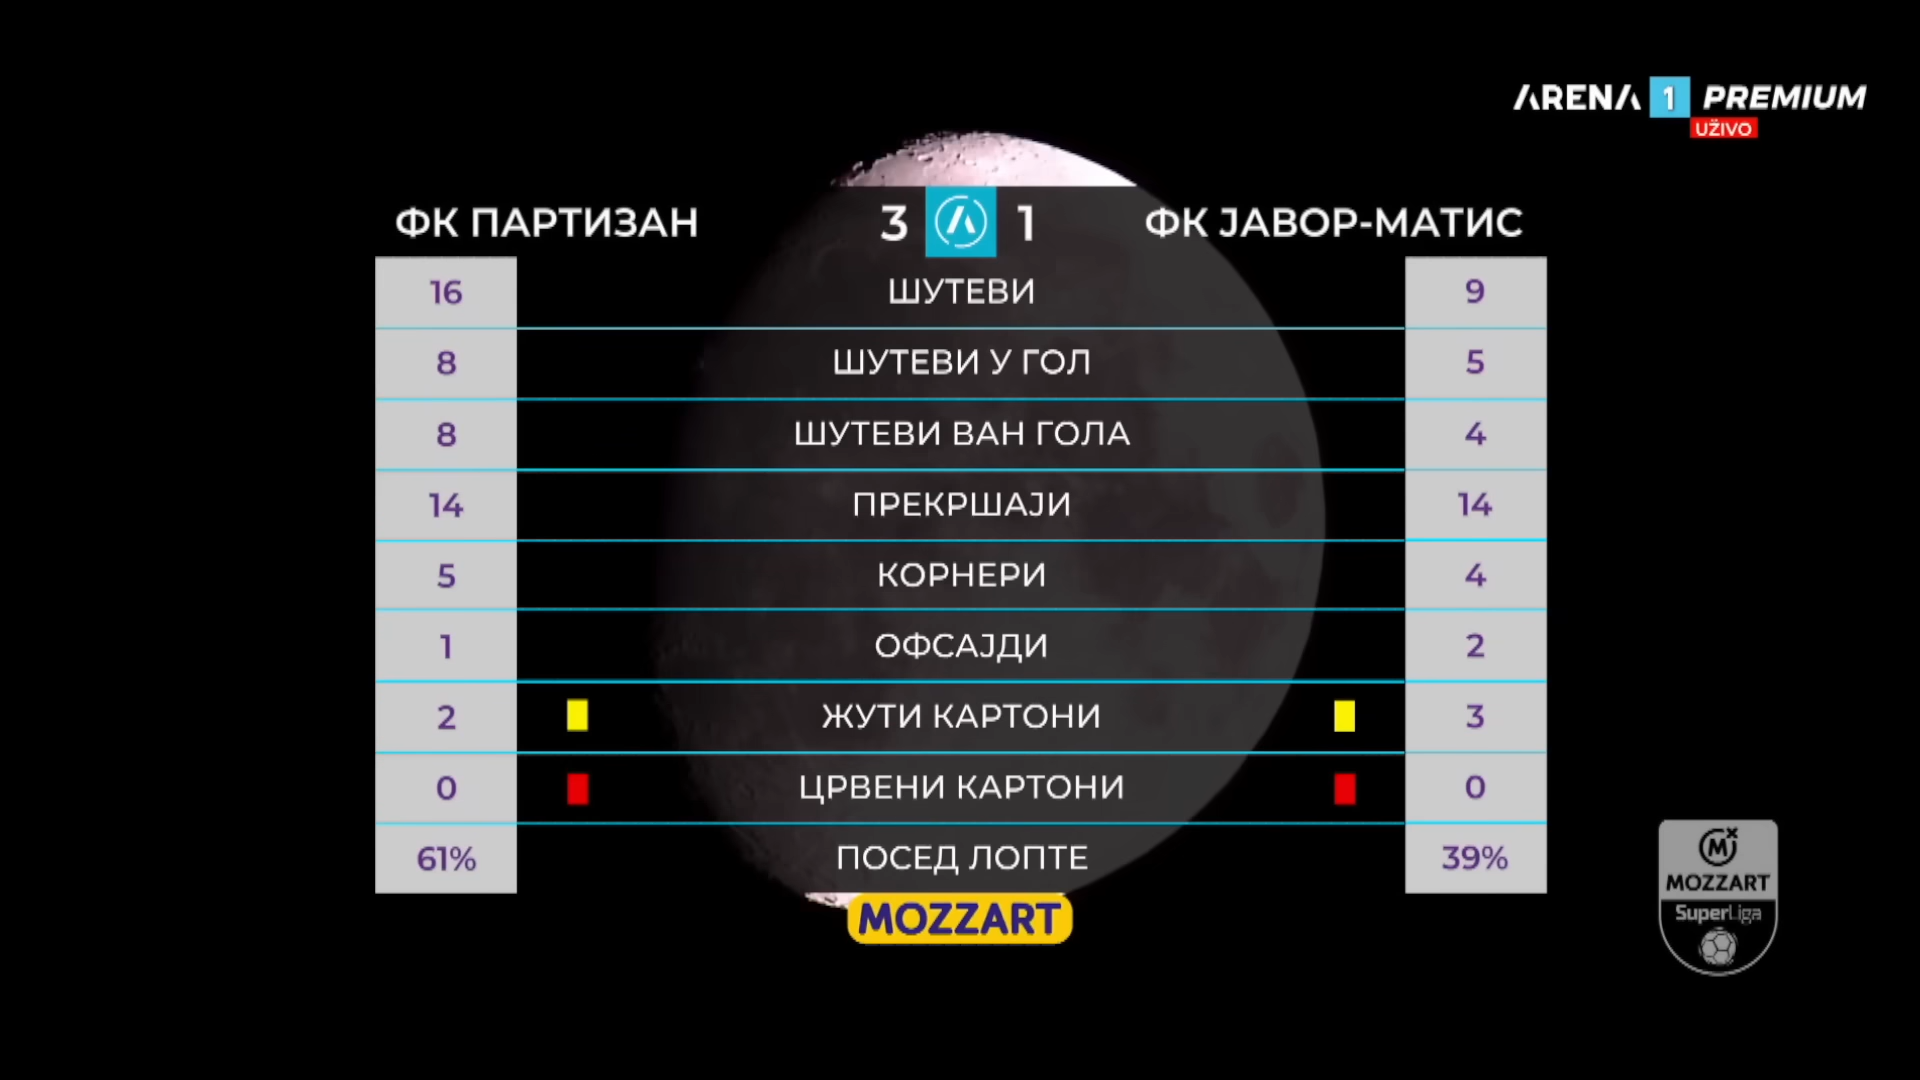 ARENA 1 PREMIUM
UŽIVO
ФК ПАРТИЗАН 3 1 ФК ЈАВОР-МАТИС
16 ШУТЕВИ 9
8 ШУТЕВИ У ГОЛ 5
8 ШУТЕВИ ВАН ГОЛА 4
14 ПРЕКРШАЈИ 14
5 КОРНЕРИ 4
1 ОФСАЈДИ 2
2 ЖУТИ КАРТОНИ 3
0 ЦРВЕНИ КАРТОНИ 0
61% ПОСЕД ЛОПТЕ 39%
MOZZART
MOZZART
SuperLiga